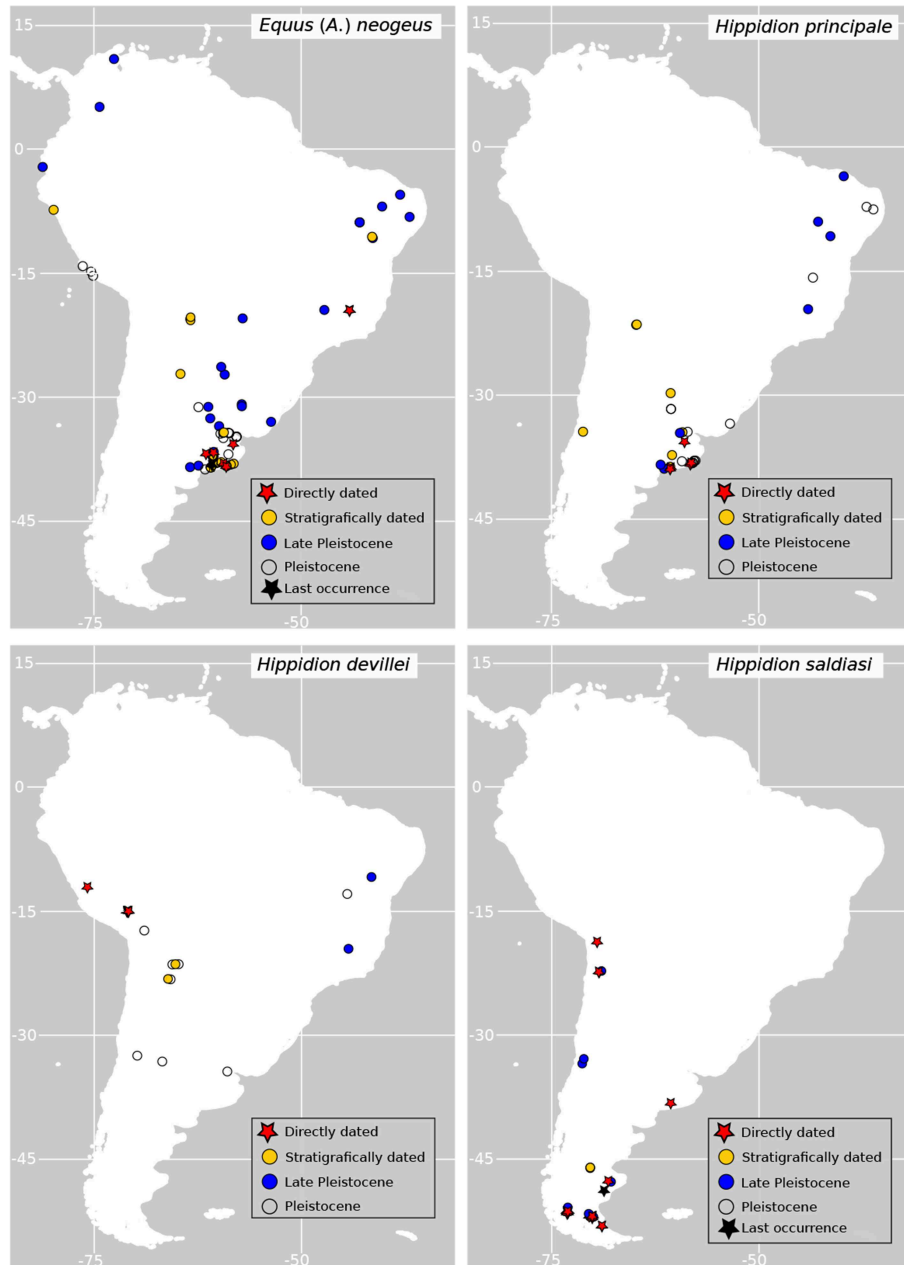 Equus (A.) neogeus
15
0
-15
-30
-45
-75
-50
Directly dated
Stratigrafically dated
Late Pleistocene
Pleistocene
Last occurrence
Hippidion principale
15
0
-15
-30
-45
-75
-50
Directly dated
Stratigrafically dated
Late Pleistocene
Pleistocene
Hippidion devillei
15
0
-15
-30
-45
-75
-50
Directly dated
Stratigrafically dated
Late Pleistocene
Pleistocene
Hippidion saldiasi
15
0
-15
-30
-45
-75
-50
Directly dated
Stratigrafically dated
Late Pleistocene
Pleistocene
Last occurrence